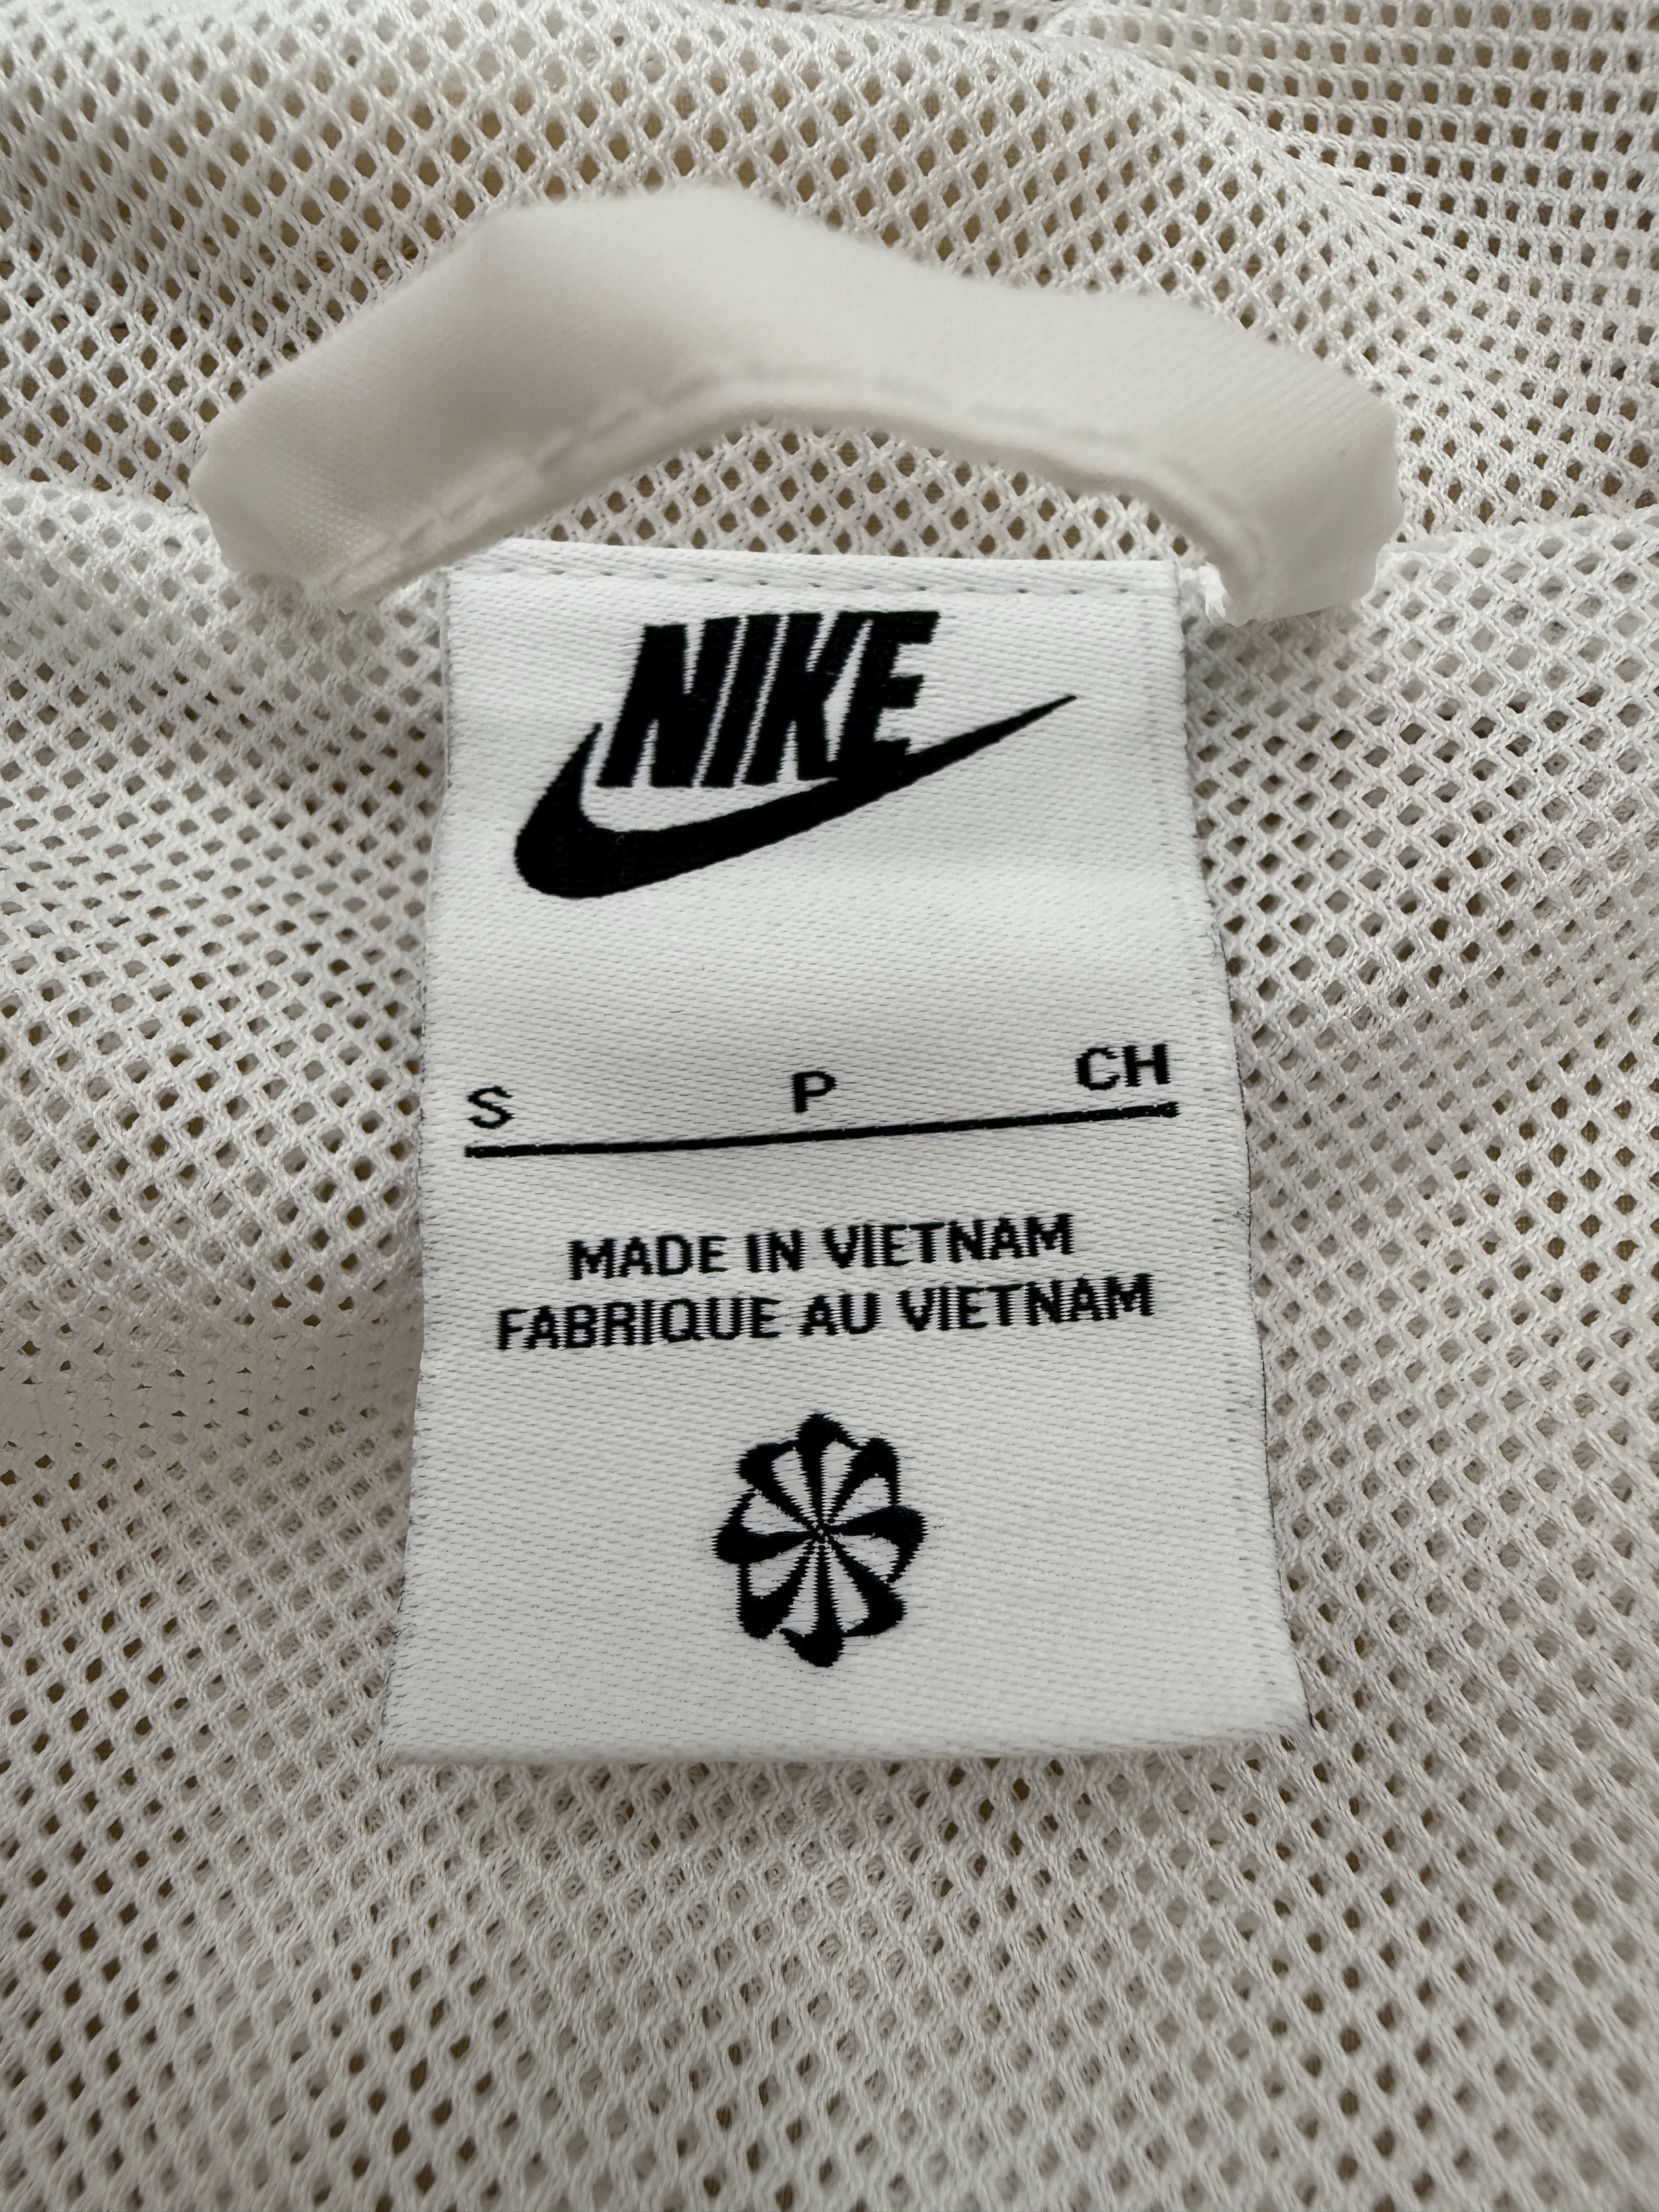 NIKE
S P CH
MADE IN VIETNAM
FABRIQUE AU VIETNAM